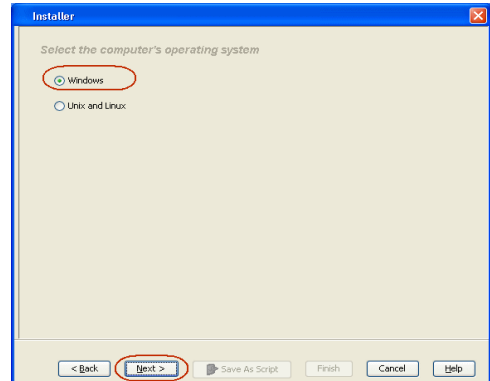 Installer
Select the computer's operating system
Windows
Unix and Linux
< Back Next > Save As Script Finish Cancel Help